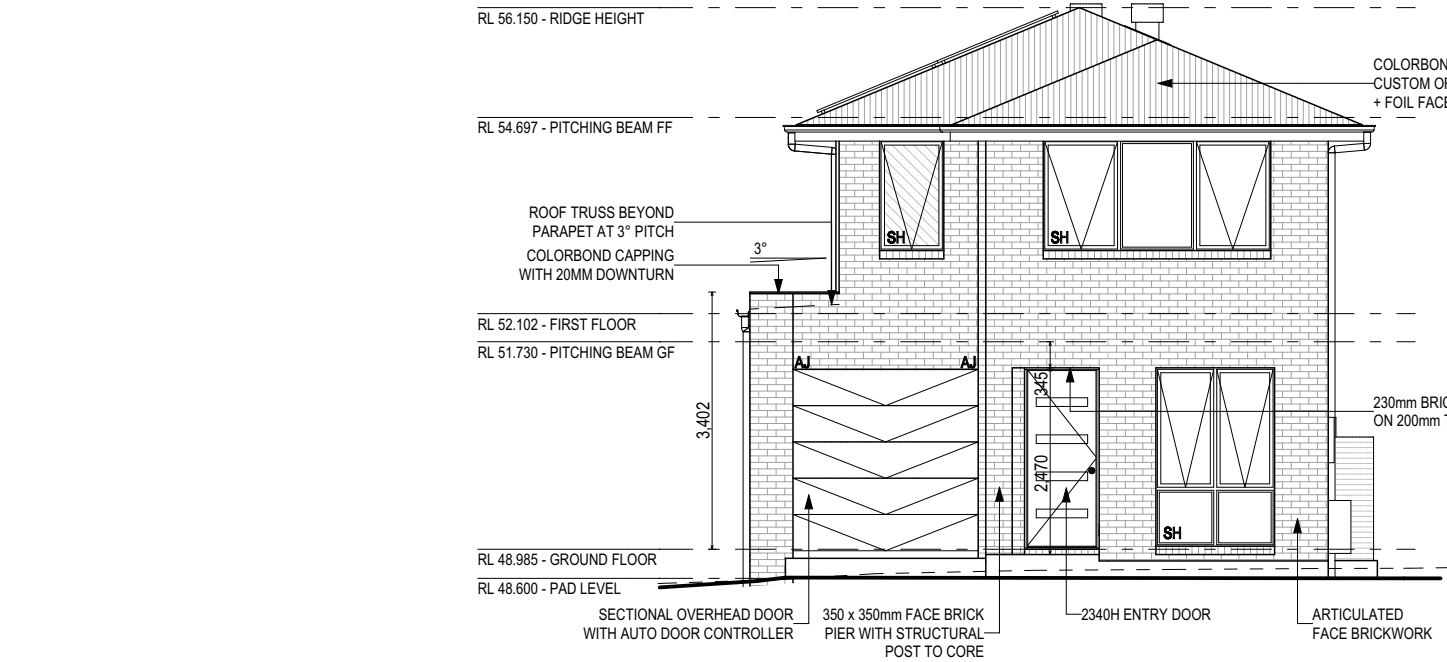 RL 56.150 - RIDGE HEIGHT
COLORBON
CUSTOM OF
+ FOIL FACE
RL 54.697 - PITCHING BEAM FF
ROOF TRUSS BEYOND
PARAPET AT 3° PITCH
COLORBOND CAPPING
WITH 20MM DOWNTURN
3°
SH
SH
RL 52.102 - FIRST FLOOR
RL 51.730 - PITCHING BEAM GF
AJ
AJ
345
3,402
230mm BRIC
ON 200mm
2,470
SH
RL 48.985 - GROUND FLOOR
RL 48.600 - PAD LEVEL
SECTIONAL OVERHEAD DOOR
WITH AUTO DOOR CONTROLLER
350 x 350mm FACE BRICK
PIER WITH STRUCTURAL
POST TO CORE
2340H ENTRY DOOR
ARTICULATED
FACE BRICKWORK